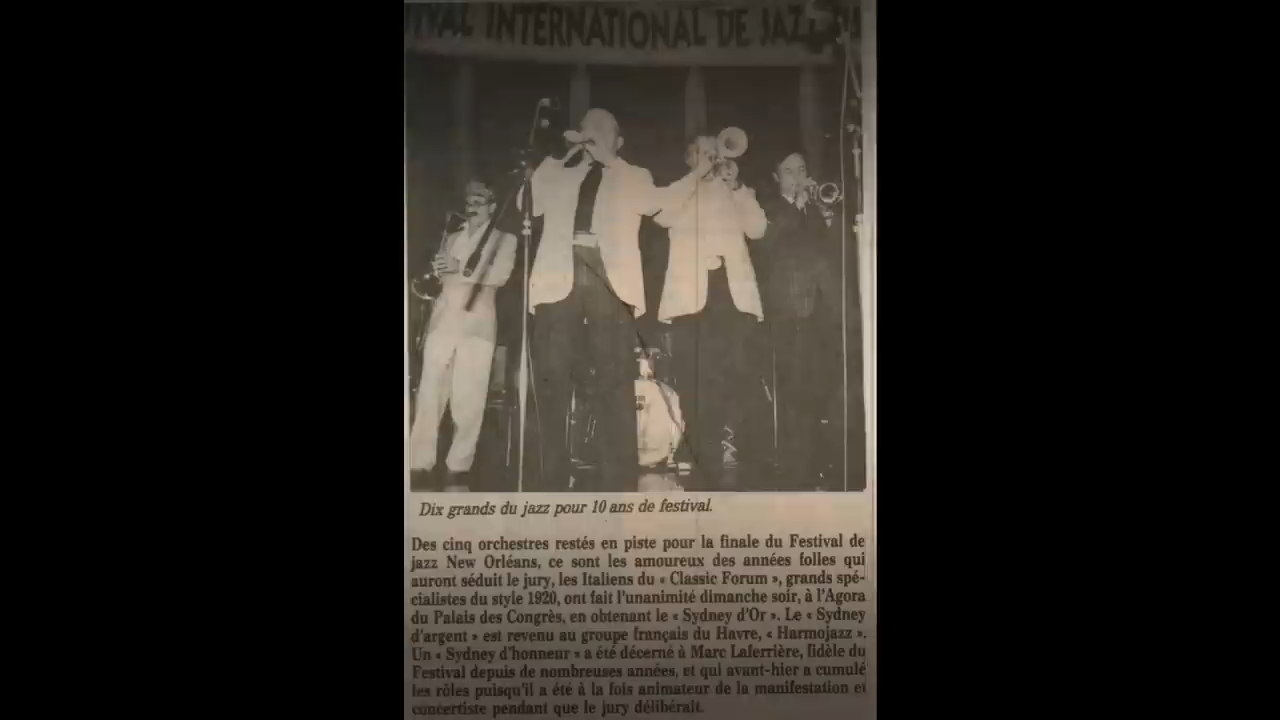 INTERNATIONAL DE JAZZ
Dix grands du jazz pour 10 ans de festival.
Des cinq orchestres restés en piste pour la finale du Festival de
jazz New Orléans, ce sont les amoureux des années folles qui
auront séduit le jury, les Italiens du « Classic Forum », grands spé-
cialistes du style 1920, ont fait l'unanimité dimanche soir, à l'Agora
du Palais des Congrès, en obtenant le « Sydney d'Or ». Le « Sydney
d'argent » est revenu au groupe français du Havre, « Harmojazz ».
Un « Sydney d'honneur » a été décerné à Marc Laferrière, fidèle du
Festival depuis de nombreuses années, et qui avant-hier a cumulé
les rôles puisqu'il a été à la fois animateur de la manifestation et
concertiste pendant que le jury délibérait.